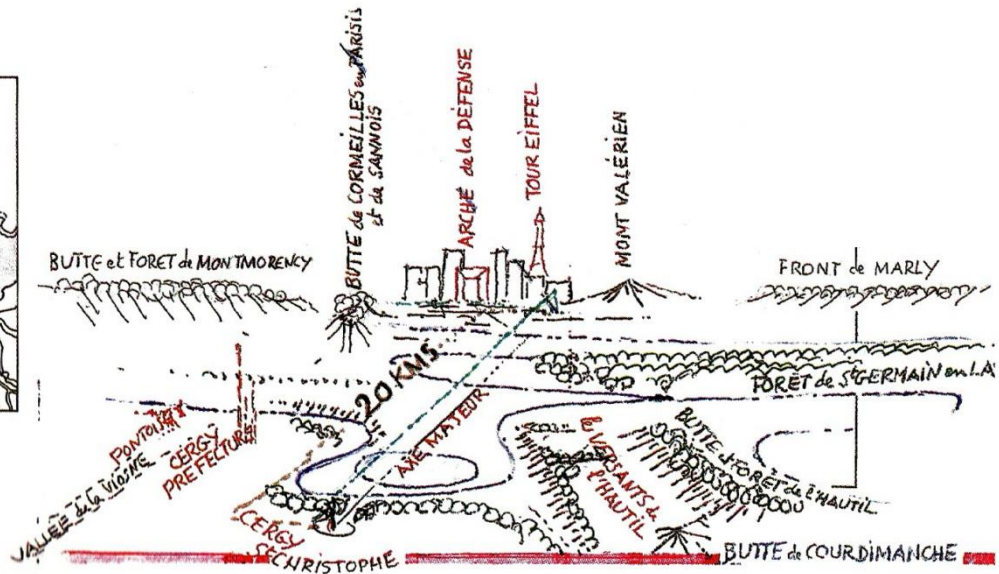 BUTTE de CORMEILLES en PARISIS
et de SANNOIS
ARCHE de la DÉFENSE
TOUR EIFFEL
MONT VALÉRIEN
BUTTE et FORET de MONTMORENCY
FRONT de MARLY
20 KMS
AXE MAJEUR
FORÊT de St GERMAIN en LA
PONTOISE
VALLÉE de la VIOSNE
CERGY
PREFECTURE
le VERSANTS de
l'HAUTIL
BUTTE et FORET de l'HAUTIL
CERGY
St CHRISTOPHE
BUTTE de COURDIMANCHE